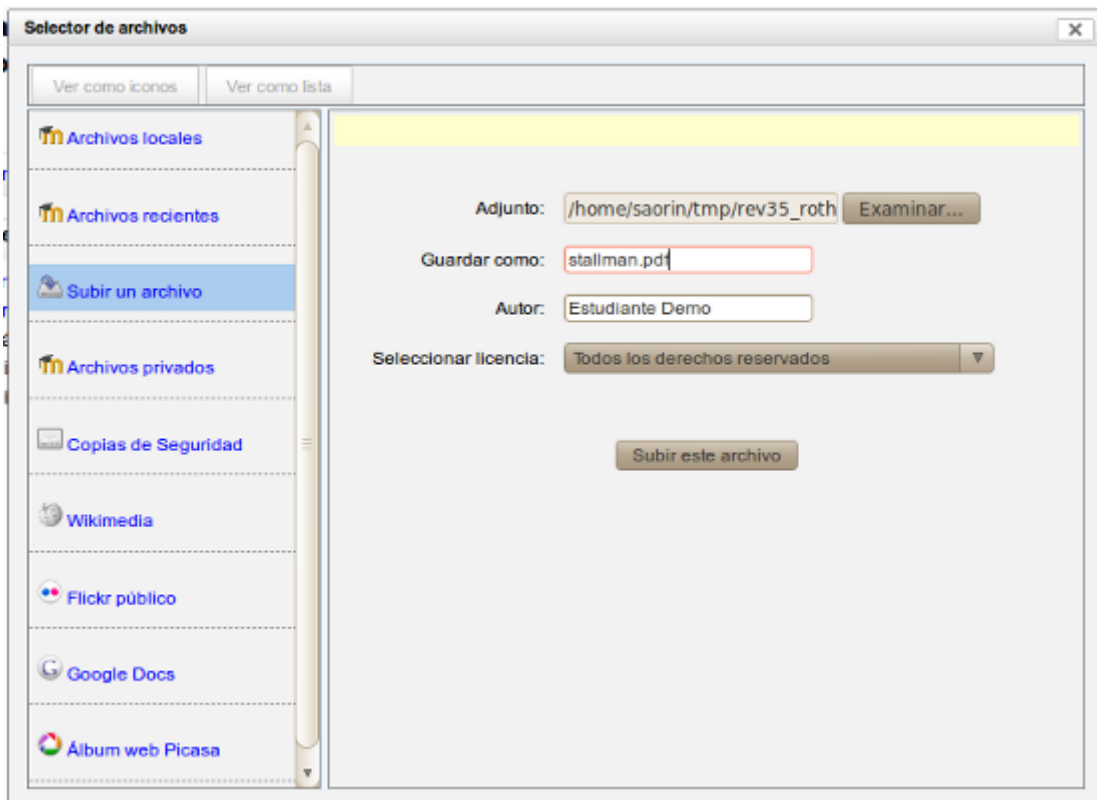 Selector de archivos
Ver como iconos
Ver como lista
Archivos locales
Archivos recientes
Subir un archivo
Archivos privados
Copias de Seguridad
Wikimedia
Flickr público
Google Docs
Álbum web Picasa
Adjunto: /home/saorin/tmp/rev35_roth Examinar...
Guardar como: stallman.pdf
Autor: Estudiante Demo
Seleccionar licencia: Todos los derechos reservados
Subir este archivo